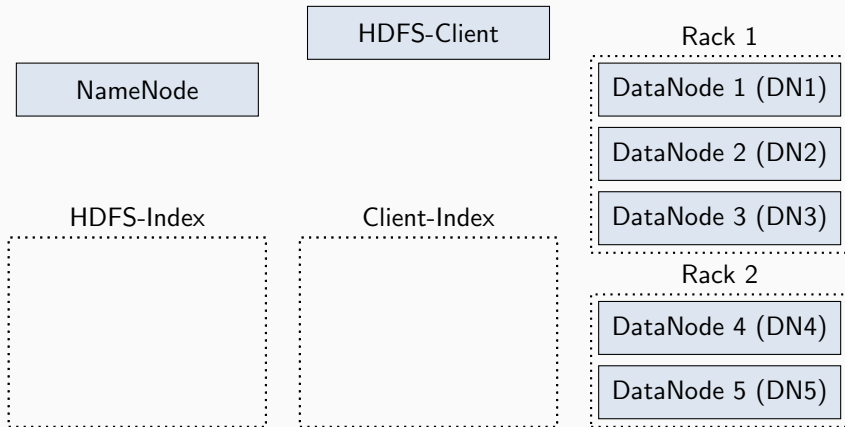 HDFS-Client
NameNode
HDFS-Index
Client-Index
Rack 1
DataNode 1 (DN1)
DataNode 2 (DN2)
DataNode 3 (DN3)
Rack 2
DataNode 4 (DN4)
DataNode 5 (DN5)